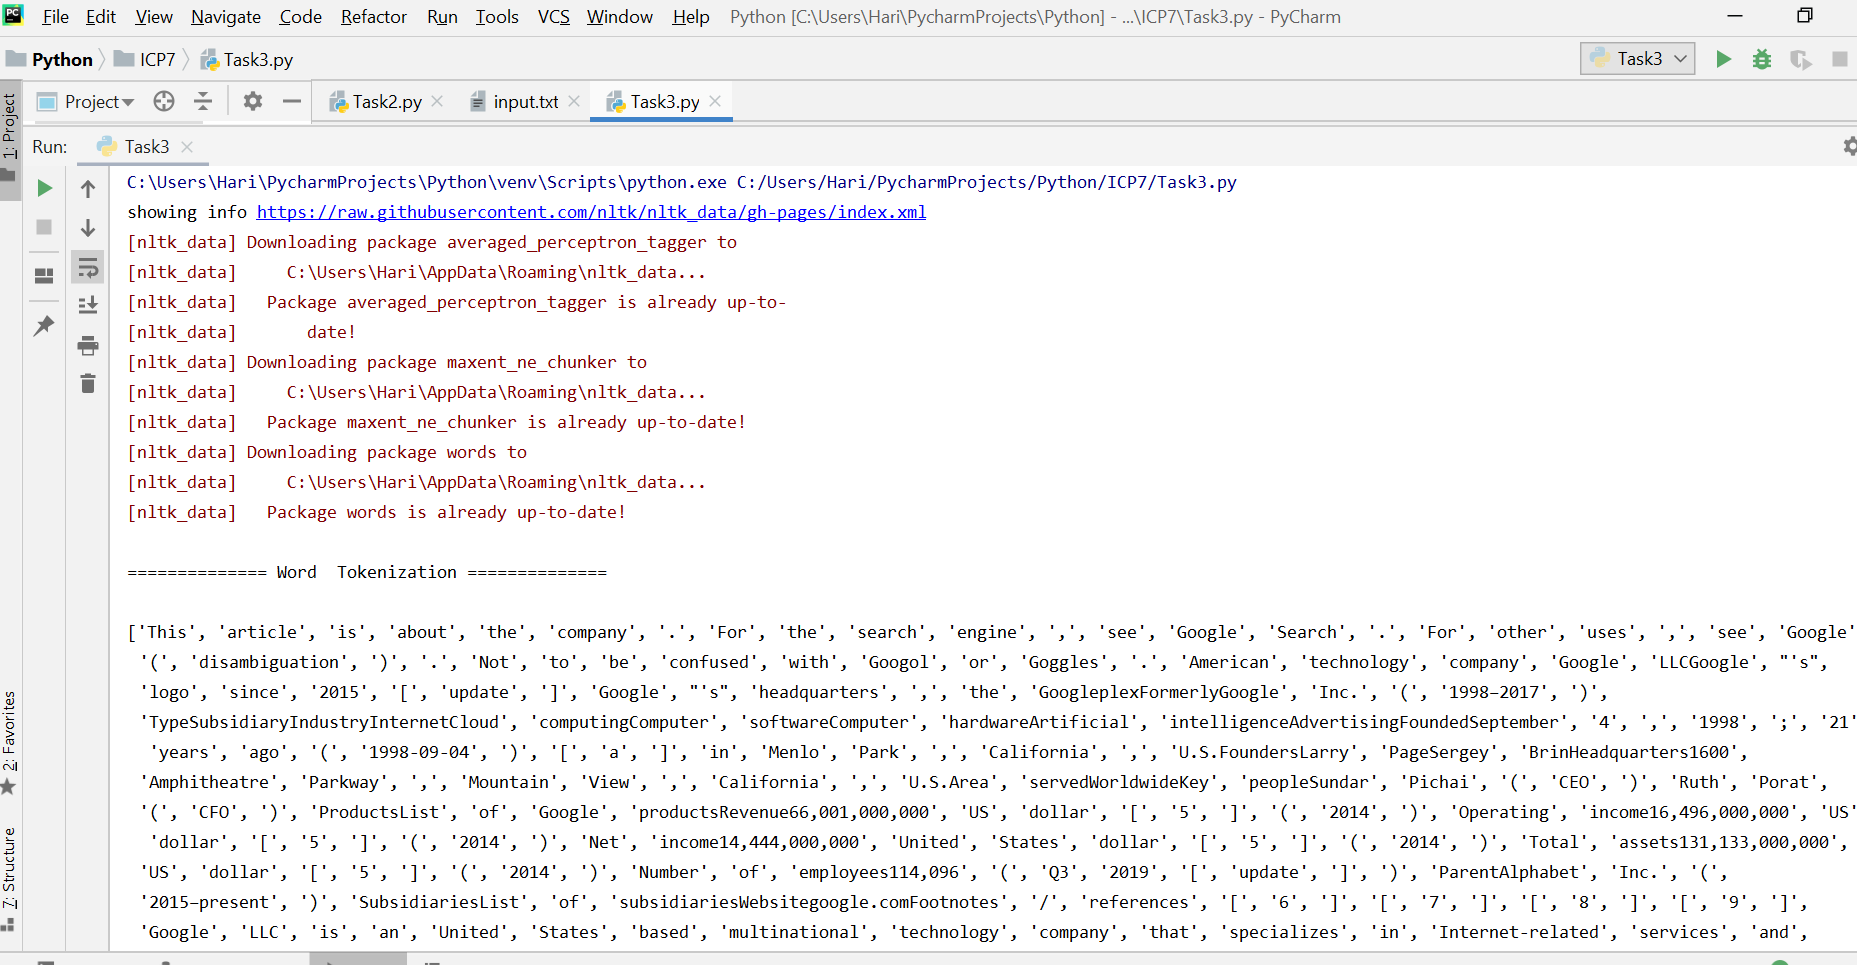 File Edit View Navigate Code Refactor Run Tools VCS Window Help Python [C:\Users\Hari\PycharmProjects\Python] - ...\ICP7\Task3.py - PyCharm
Python ICP7 Task3.py Task3
1: Project
Project Task2.py input.txt Task3.py
Run: Task3
C:\Users\Hari\PycharmProjects\Python\venv\Scripts\python.exe C:/Users/Hari/PycharmProjects/Python/ICP7/Task3.py
showing info https://raw.githubusercontent.com/nltk/nltk_data/gh-pages/index.xml
[nltk_data] Downloading package averaged_perceptron_tagger to
[nltk_data]     C:\Users\Hari\AppData\Roaming\nltk_data...
[nltk_data]   Package averaged_perceptron_tagger is already up-to-
[nltk_data]       date!
[nltk_data] Downloading package maxent_ne_chunker to
[nltk_data]     C:\Users\Hari\AppData\Roaming\nltk_data...
[nltk_data]   Package maxent_ne_chunker is already up-to-date!
[nltk_data] Downloading package words to
[nltk_data]     C:\Users\Hari\AppData\Roaming\nltk_data...
[nltk_data]   Package words is already up-to-date!
============== Word  Tokenization ==============
['This', 'article', 'is', 'about', 'the', 'company', '.', 'For', 'the', 'search', 'engine', ',', 'see', 'Google', 'Search', '.', 'For', 'other', 'uses', ',', 'see', 'Google'
'(', 'disambiguation', ')', '.', 'Not', 'to', 'be', 'confused', 'with', 'Googol', 'or', 'Goggles', '.', 'American', 'technology', 'company', 'Google', 'LLCGoogle', "'s",
'logo', 'since', '2015', '[', 'update', ']', 'Google', "'s", 'headquarters', ',', 'the', 'GoogleplexFormerlyGoogle', 'Inc.', '(', '1998–2017', ')',
'TypeSubsidiaryIndustryInternetCloud', 'computingComputer', 'softwareComputer', 'hardwareArtificial', 'intelligenceAdvertisingFoundedSeptember', '4', ',', '1998', ';', '21'
'years', 'ago', '(', '1998-09-04', ')', '[', 'a', ']', 'in', 'Menlo', 'Park', ',', 'California', ',', 'U.S.FoundersLarry', 'PageSergey', 'BrinHeadquarters1600',
'Amphitheatre', 'Parkway', ',', 'Mountain', 'View', ',', 'California', ',', 'U.S.Area', 'servedWorldwideKey', 'peopleSundar', 'Pichai', '(', 'CEO', ')', 'Ruth', 'Porat',
'(', 'CFO', ')', 'ProductsList', 'of', 'Google', 'productsRevenue66,001,000,000', 'US', 'dollar', '[', '5', ']', '(', '2014', ')', 'Operating', 'income16,496,000,000', 'US'
'dollar', '[', '5', ']', '(', '2014', ')', 'Net', 'income14,444,000,000', 'United', 'States', 'dollar', '[', '5', ']', '(', '2014', ')', 'Total', 'assets131,133,000,000',
'US', 'dollar', '[', '5', ']', '(', '2014', ')', 'Number', 'of', 'employees114,096', '(', 'Q3', '2019', '[', 'update', ']', ')', 'ParentAlphabet', 'Inc.', '(',
'2015–present', ')', 'SubsidiariesList', 'of', 'subsidiariesWebsitegoogle.comFootnotes', '/', 'references', '[', '6', ']', '[', '7', ']', '[', '8', ']', '[', '9', ']',
'Google', 'LLC', 'is', 'an', 'United', 'States', 'based', 'multinational', 'technology', 'company', 'that', 'specializes', 'in', 'Internet-related', 'services', 'and',
2: Favorites
7: Structure